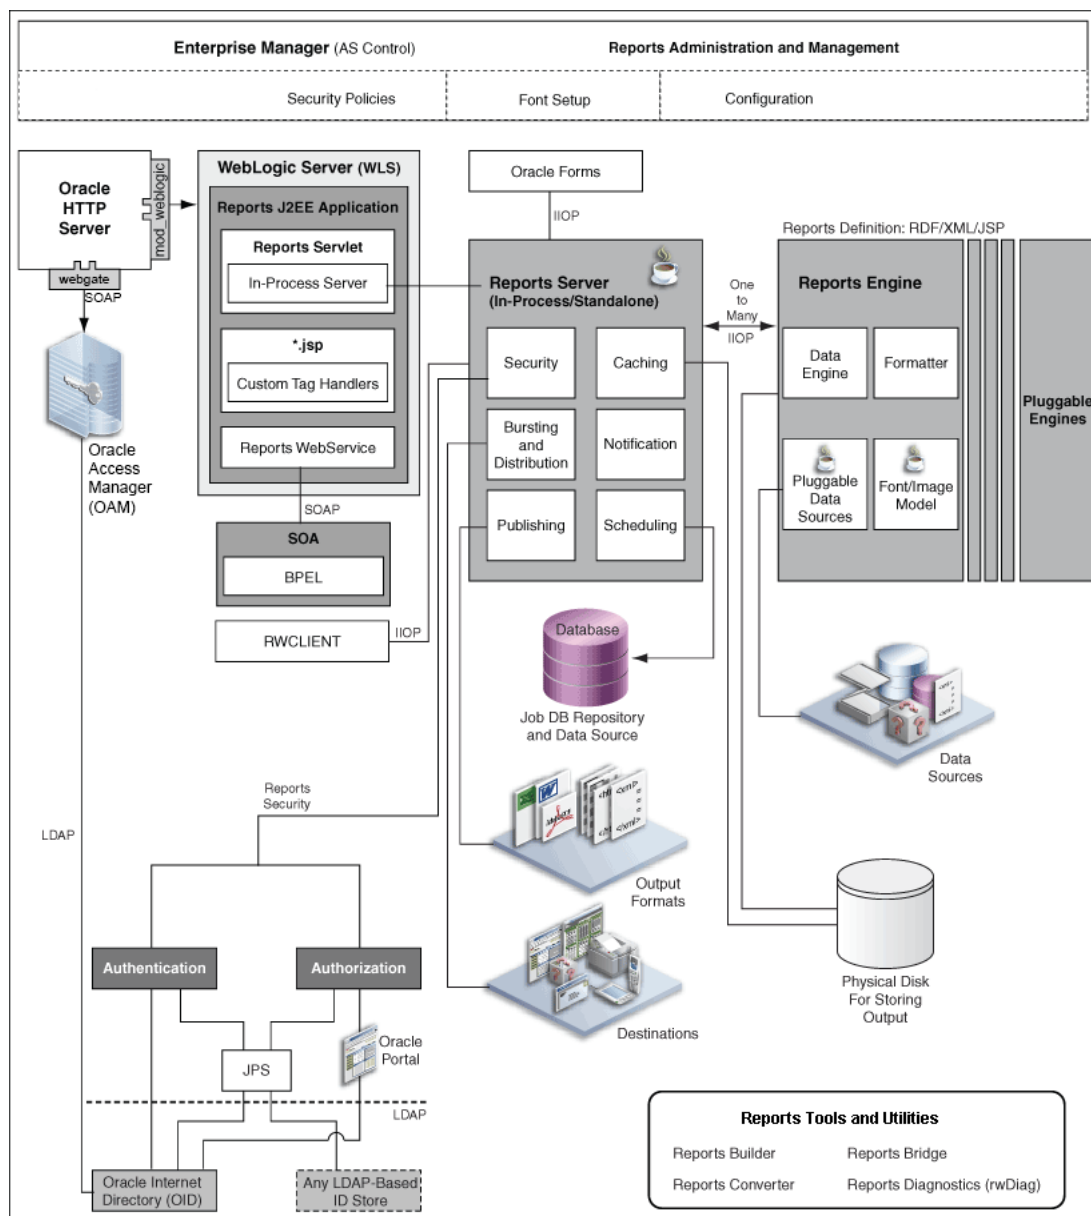 Enterprise Manager (AS Control)
Reports Administration and Management
Security Policies
Font Setup
Configuration
Oracle
HTTP
Server
mod_weblogic
webgate
SOAP
Oracle
Access
Manager
(OAM)
WebLogic Server (WLS)
Reports J2EE Application
Reports Servlet
In-Process Server
*.jsp
Custom Tag Handlers
Reports WebService
SOAP
SOA
BPEL
RWCLIENT
IIOP
Oracle Forms
IIOP
Reports Server
(In-Process/Standalone)
Security
Caching
Bursting
and
Distribution
Notification
Publishing
Scheduling
One
to
Many
IIOP
Reports Definition: RDF/XML/JSP
Reports Engine
Data
Engine
Formatter
Pluggable
Data
Sources
Font/Image
Model
Pluggable
Engines
Database
Job DB Repository
and Data Source
Data
Sources
Reports
Security
LDAP
Output
Formats
Authentication
Authorization
Destinations
Physical Disk
For Storing
Output
JPS
Oracle
Portal
LDAP
Oracle Internet
Directory (OID)
Any LDAP-Based
ID Store
Reports Tools and Utilities
Reports Builder
Reports Bridge
Reports Converter
Reports Diagnostics (rwDiag)